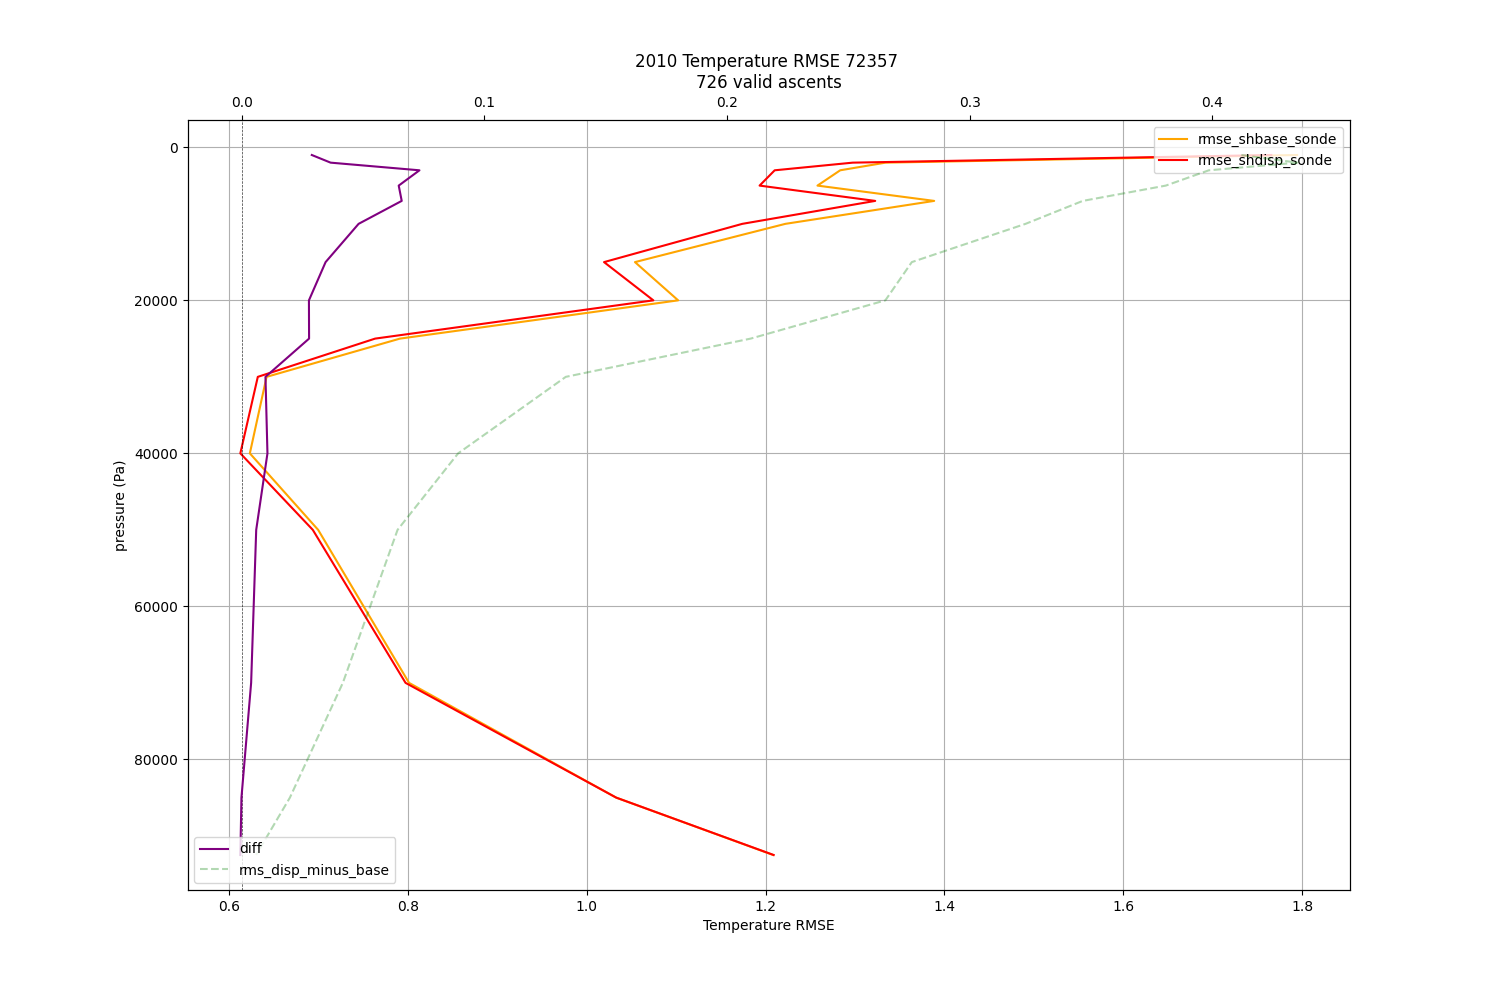 2010 Temperature RMSE 72357
726 valid ascents
0.0 0.1 0.2 0.3 0.4
rmse_shbase_sonde
rmse_shdisp_sonde
0
20000
40000
60000
80000
pressure (Pa)
diff
rms_disp_minus_base
0.6 0.8 1.0 1.2 1.4 1.6 1.8
Temperature RMSE